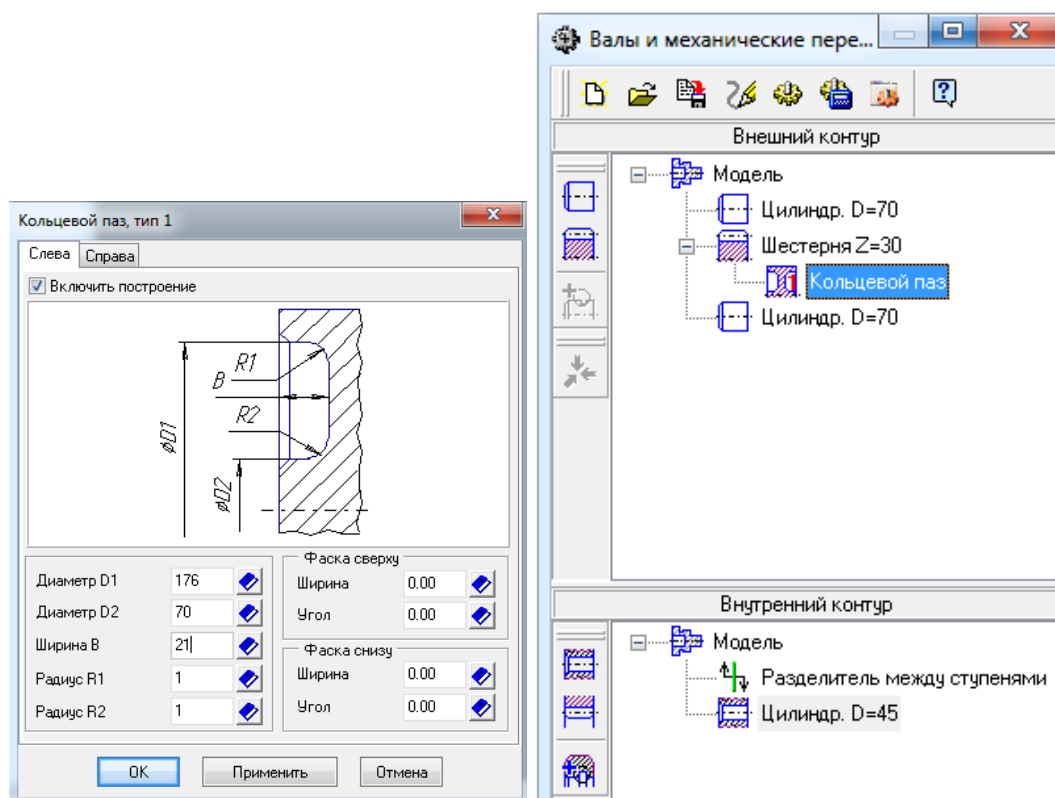 Кольцевой паз, тип 1
Слева Справа
Включить построение
R1
B
R2
⌀D1
⌀D2
Диаметр D1 176
Диаметр D2 70
Ширина B 21
Радиус R1 1
Радиус R2 1
Фаска сверху
Ширина 0.00
Угол 0.00
Фаска снизу
Ширина 0.00
Угол 0.00
OK Применить Отмена
Валы и механические пере...
Внешний контур
Модель
Цилиндр. D=70
Шестерня Z=30
1 Кольцевой паз
Цилиндр. D=70
Внутренний контур
Модель
Разделитель между ступенями
Цилиндр. D=45